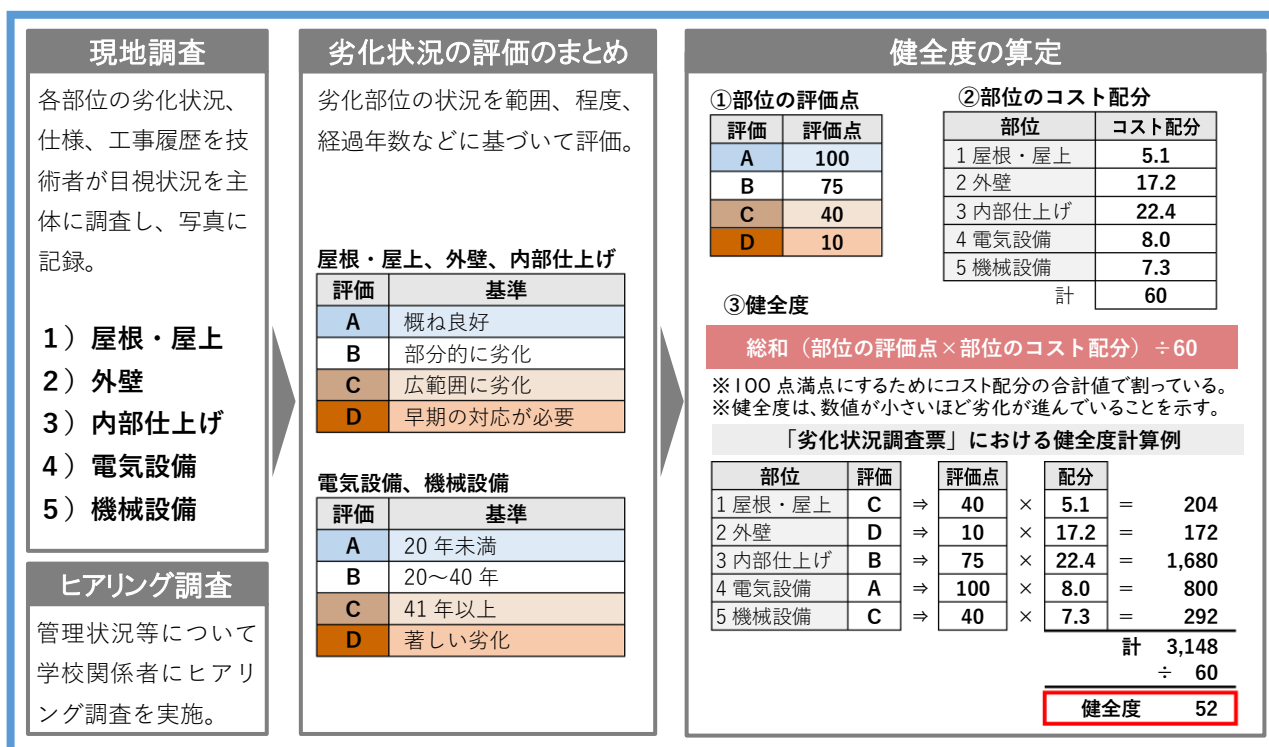 現地調査
各部位の劣化状況、
仕様、工事履歴を技
術者が目視状況を主
体に調査し、写真に
記録。
1）屋根・屋上
2）外壁
3）内部仕上げ
4）電気設備
5）機械設備
ヒアリング調査
管理状況等について
学校関係者にヒアリ
ング調査を実施。
劣化状況の評価のまとめ
劣化部位の状況を範囲、程度、
経過年数などに基づいて評価。
屋根・屋上、外壁、内部仕上げ
評価 基準
A 概ね良好
B 部分的に劣化
C 広範囲に劣化
D 早期の対応が必要
電気設備、機械設備
評価 基準
A 20 年未満
B 20～40 年
C 41 年以上
D 著しい劣化
健全度の算定
①部位の評価点
評価 評価点
A 100
B 75
C 40
D 10
②部位のコスト配分
部位 コスト配分
1 屋根・屋上 5.1
2 外壁 17.2
3 内部仕上げ 22.4
4 電気設備 8.0
5 機械設備 7.3
計 60
③健全度
総和（部位の評価点×部位のコスト配分）÷60
※100 点満点にするためにコスト配分の合計値で割っている。
※健全度は、数値が小さいほど劣化が進んでいることを示す。
「劣化状況調査票」における健全度計算例
部位 評価 評価点 配分
1 屋根・屋上 C ⇒ 40 × 5.1 = 204
2 外壁 D ⇒ 10 × 17.2 = 172
3 内部仕上げ B ⇒ 75 × 22.4 = 1,680
4 電気設備 A ⇒ 100 × 8.0 = 800
5 機械設備 C ⇒ 40 × 7.3 = 292
計 3,148
÷ 60
健全度 52